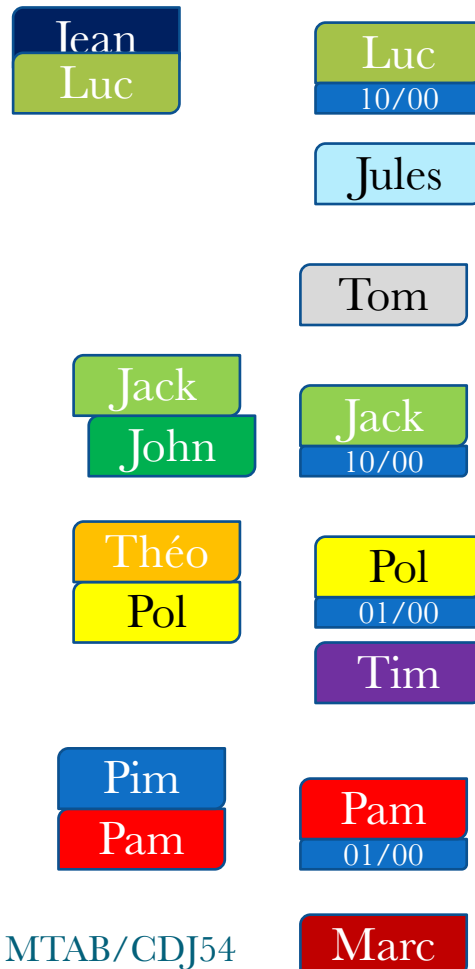 Jean
Luc
Luc
10/00
Jules
Tom
Jack
John
Jack
10/00
Théo
Pol
Pol
01/00
Tim
Pim
Pam
Pam
01/00
MTAB/CDJ54
Marc